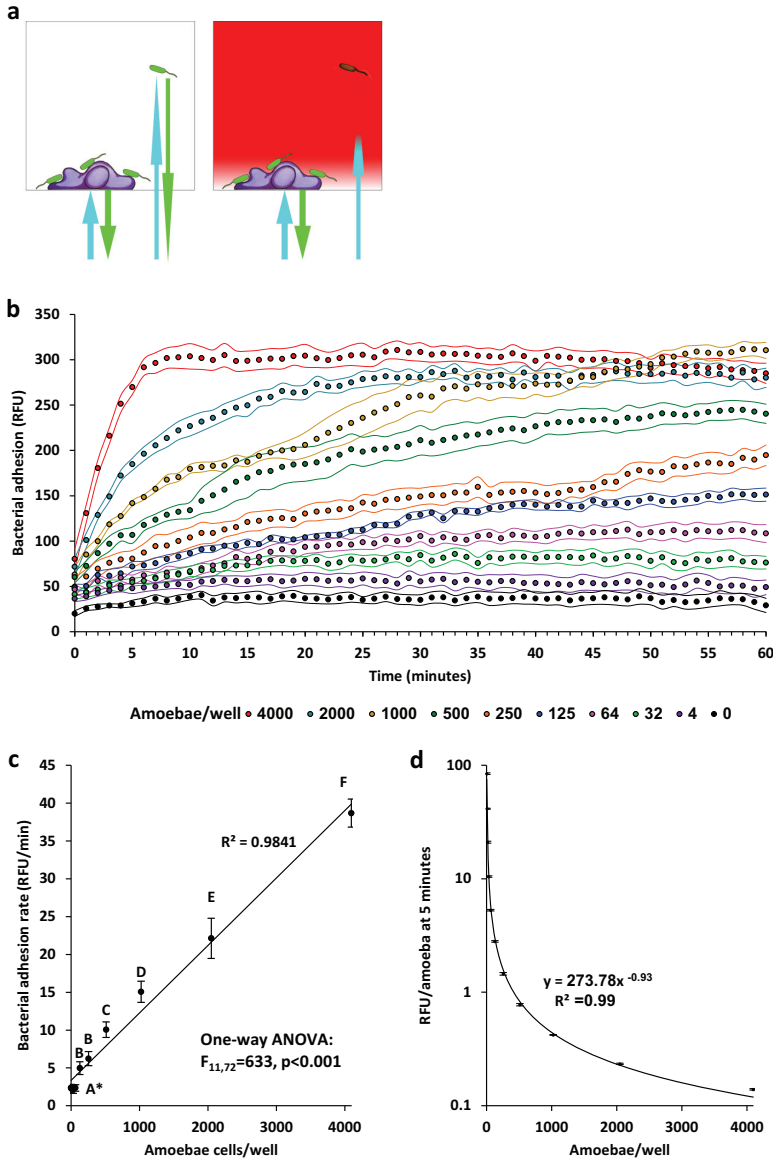 a
b
350
300
250
200
150
100
50
0
Bacterial adhesion (RFU)
0 5 10 15 20 25 30 35 40 45 50 55 60
Time (minutes)
Amoebae/well 4000 2000 1000 500 250 125 64 32 4 0
c
45
40
35
30
25
20
15
10
5
0
Bacterial adhesion rate (RFU/min)
F
R² = 0.9841
E
D
C
B
B
A*
One-way ANOVA:
F11,72=633, p<0.001
0 1000 2000 3000 4000
Amoebae cells/well
d
100
10
1
0.1
RFU/amoeba at 5 minutes
y = 273.78x -0.93
R² =0.99
0 1000 2000 3000 4000
Amoebae/well